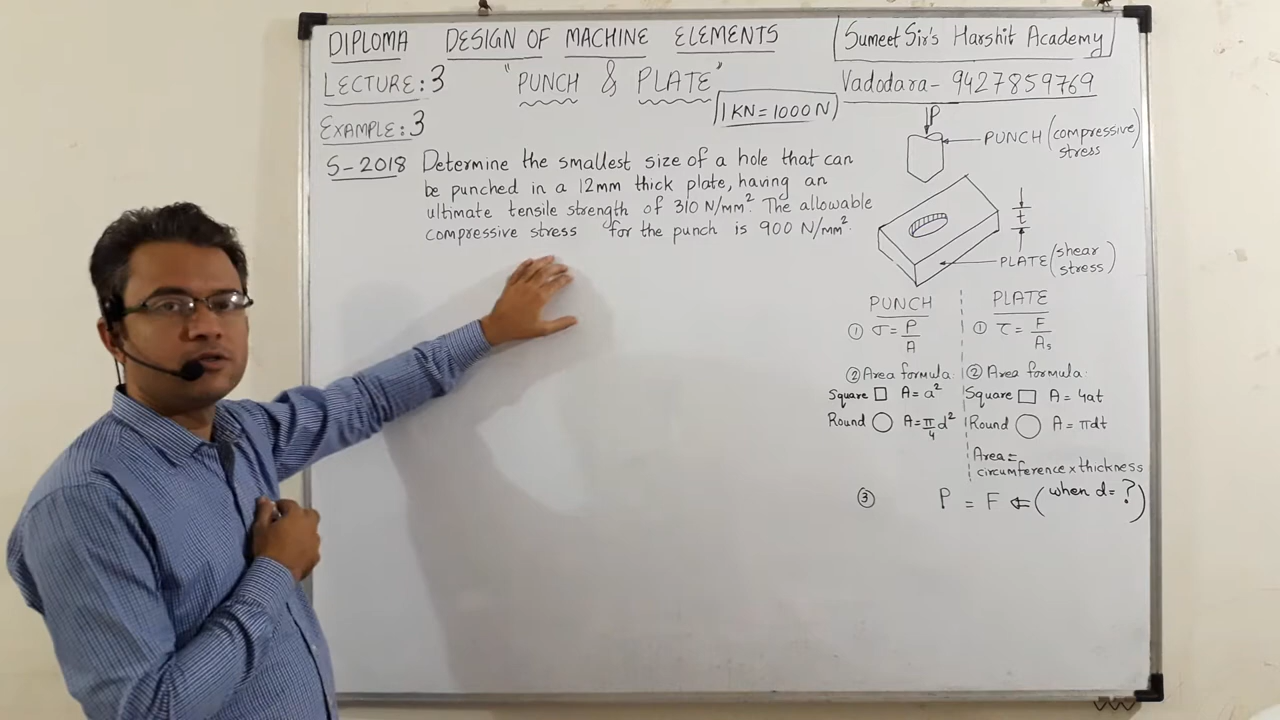 DIPLOMA DESIGN OF MACHINE ELEMENTS
Sumeet Sir's Harshit Academy
LECTURE:3 "PUNCH & PLATE"
Vadodara- 9427859769
1 KN = 1000 N
EXAMPLE:3
S-2018 Determine the smallest size of a hole that can
be punched in a 12mm thick plate, having an
ultimate tensile strength of 310 N/mm². The allowable
compressive stress for the punch is 900 N/mm².
P
PUNCH (compressive
stress)
t
PLATE (shear
stress)
PUNCH
① σ = P/A
② Area formula:
Square A = a²
Round A = π/4 d²
PLATE
① τ = F/As
② Area formula:
Square A = 4at
Round A = πdt
Area =
circumference x thickness
③ P = F ⇐ (when d = ?)